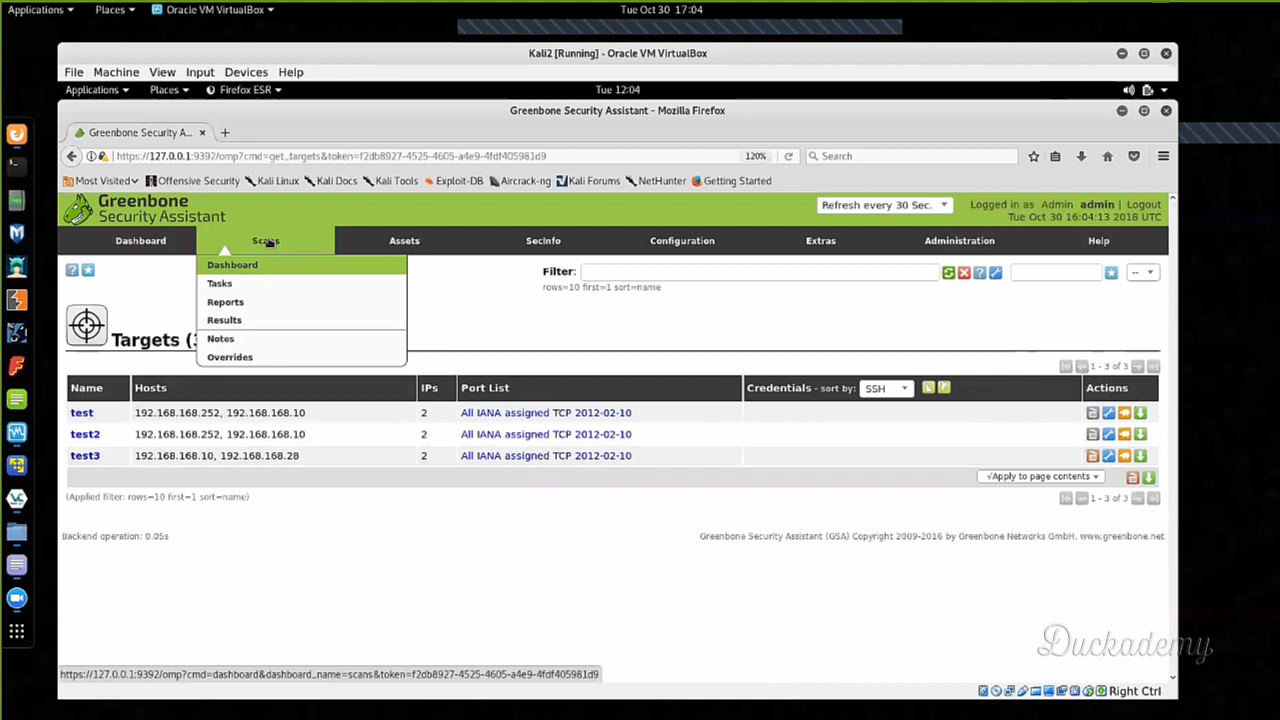 Applications Places Oracle VM VirtualBox Tue Oct 30 17:04
Kali2 [Running] - Oracle VM VirtualBox
File Machine View Input Devices Help
Applications Places Firefox ESR Tue 12:04
Greenbone Security Assistant - Mozilla Firefox
Greenbone Security A...
https://127.0.0.1:9392/omp?cmd=get_targets&token=f2db8927-4525-4605-a4e9-4fdf405981d9 120% Search
Most Visited Offensive Security Kali Linux Kali Docs Kali Tools Exploit-DB Aircrack-ng Kali Forums NetHunter Getting Started
Greenbone
Security Assistant
Refresh every 30 Sec. Logged in as Admin admin | Logout
Tue Oct 30 16:04:13 2018 UTC
Dashboard Scans Assets SecInfo Configuration Extras Administration Help
Dashboard
Tasks
Reports
Results
Notes
Overrides
Filter: --
rows=10 first=1 sort=name
Targets (3
1 - 3 of 3
Name Hosts IPs Port List Credentials - sort by: SSH Actions
test 192.168.168.252, 192.168.168.10 2 All IANA assigned TCP 2012-02-10
test2 192.168.168.252, 192.168.168.10 2 All IANA assigned TCP 2012-02-10
test3 192.168.168.10, 192.168.168.28 2 All IANA assigned TCP 2012-02-10
√Apply to page contents
(Applied filter: rows=10 first=1 sort=name) 1 - 3 of 3
Backend operation: 0.05s Greenbone Security Assistant (GSA) Copyright 2009-2016 by Greenbone Networks GmbH, www.greenbone.net
Duckademy
https://127.0.0.1:9392/omp?cmd=dashboard&dashboard_name=scans&token=f2db8927-4525-4605-a4e9-4fdf405981d9
Right Ctrl